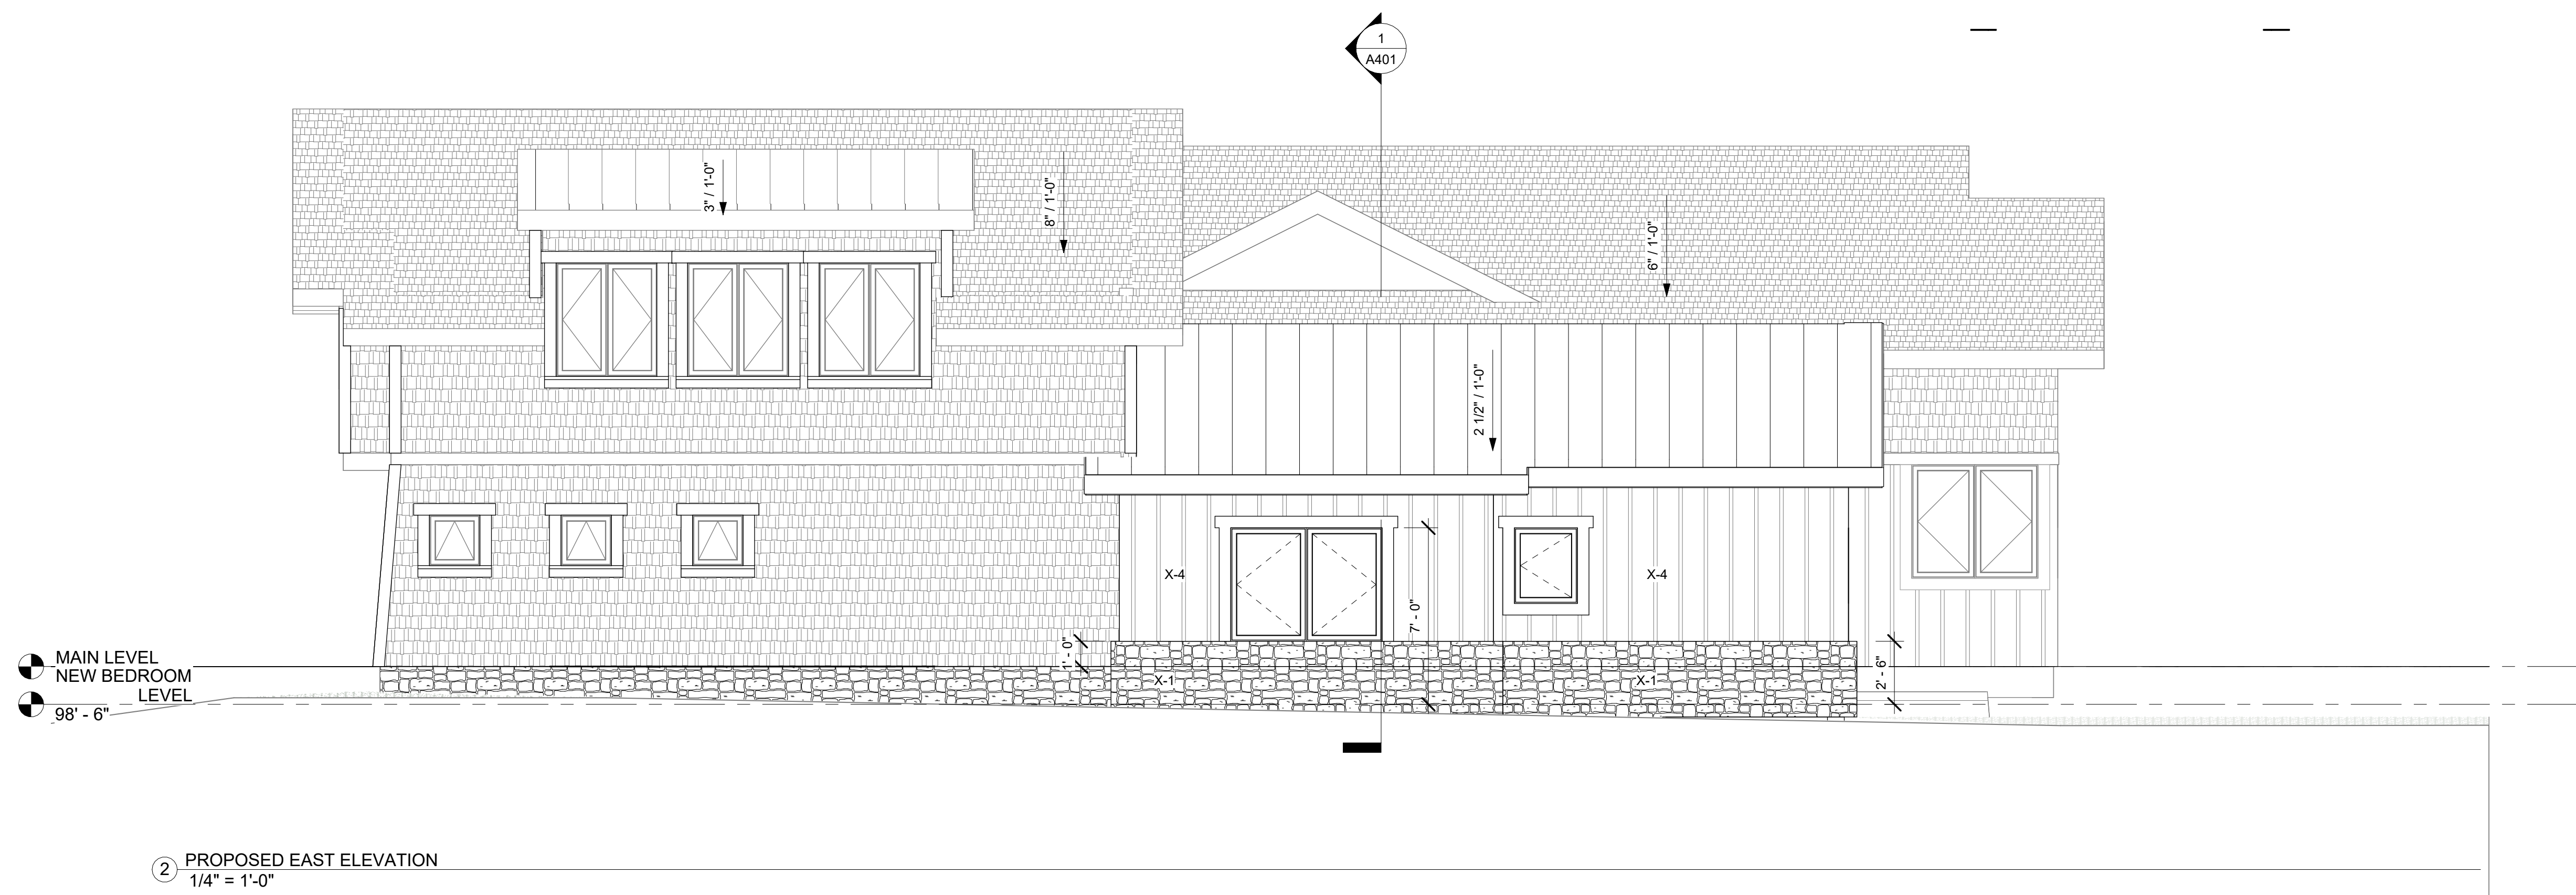 1
A401
3" / 1'-0"
8" / 1'-0"
6" / 1'-0"
2 1/2" / 1'-0"
X-4
X-4
7' - 0"
1' - 0"
2' - 6"
X-1
X-1
MAIN LEVEL
NEW BEDROOM
LEVEL
98' - 6"
2
PROPOSED EAST ELEVATION
1/4" = 1'-0"